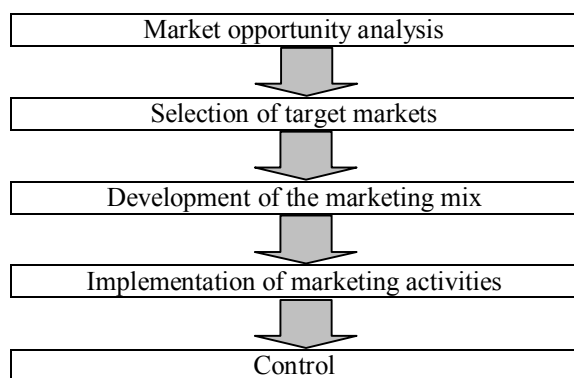 Market opportunity analysis
Selection of target markets
Development of the marketing mix
Implementation of marketing activities
Control